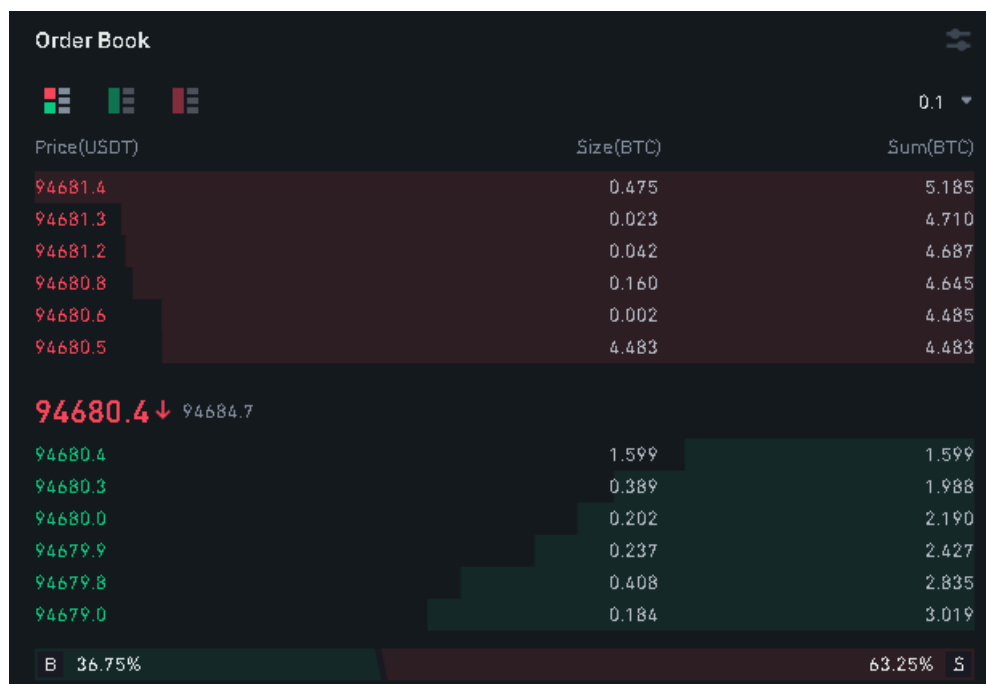 Order Book
0.1
Price(USDT) Size(BTC) Sum(BTC)
94681.4 0.475 5.185
94681.3 0.023 4.710
94681.2 0.042 4.687
94680.8 0.160 4.645
94680.6 0.002 4.485
94680.5 4.483 4.483
94680.4↓ 94684.7
94680.4 1.599 1.599
94680.3 0.389 1.988
94680.0 0.202 2.190
94679.9 0.237 2.427
94679.8 0.408 2.835
94679.0 0.184 3.019
B 36.75% 63.25% S